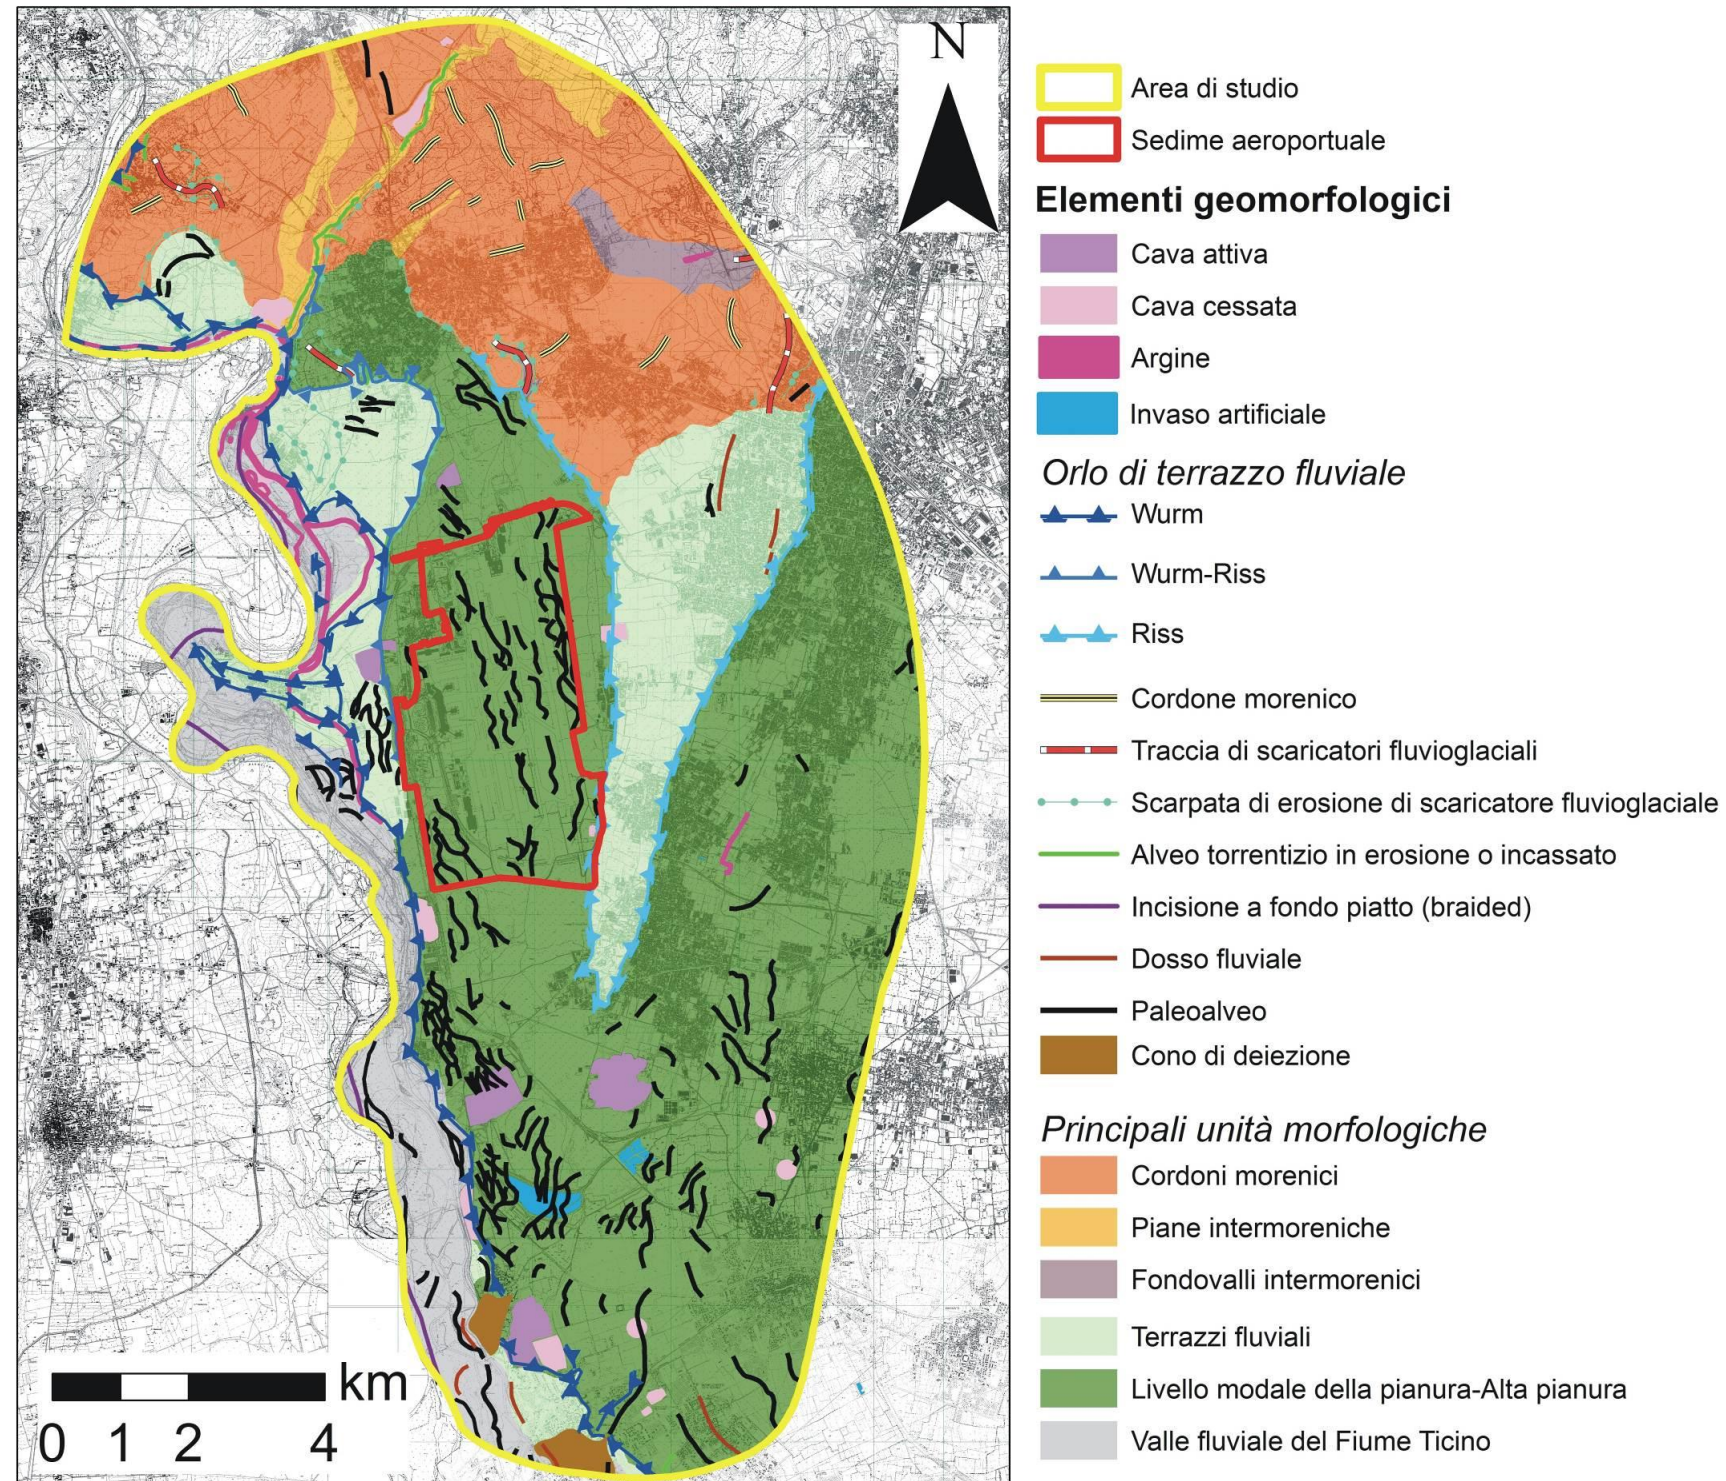 N
Area di studio
Sedime aeroportuale
Elementi geomorfologici
Cava attiva
Cava cessata
Argine
Invaso artificiale
Orlo di terrazzo fluviale
Wurm
Wurm-Riss
Riss
Cordone morenico
Traccia di scaricatori fluvioglaciali
Scarpata di erosione di scaricatore fluvioglaciale
Alveo torrentizio in erosione o incassato
Incisione a fondo piatto (braided)
Dosso fluviale
Paleoalveo
Cono di deiezione
Principali unità morfologiche
Cordoni morenici
Piane intermoreniche
Fondovalli intermorenici
Terrazzi fluviali
Livello modale della pianura-Alta pianura
Valle fluviale del Fiume Ticino
km
0 1 2 4